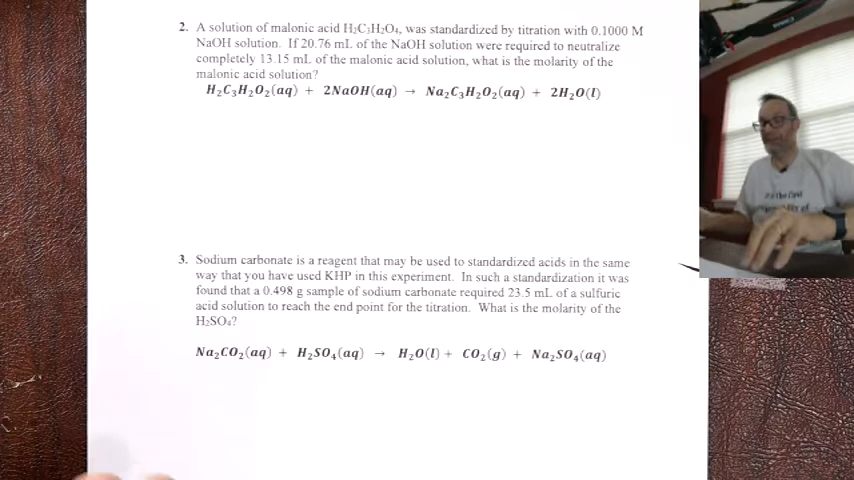 2. A solution of malonic acid H₂C₃H₂O₄, was standardized by titration with 0.1000 M
NaOH solution. If 20.76 mL of the NaOH solution were required to neutralize
completely 13.15 mL of the malonic acid solution, what is the molarity of the
malonic acid solution?
H₂C₃H₂O₂(aq) + 2NaOH(aq) → Na₂C₃H₂O₂(aq) + 2H₂O(l)
3. Sodium carbonate is a reagent that may be used to standardized acids in the same
way that you have used KHP in this experiment. In such a standardization it was
found that a 0.498 g sample of sodium carbonate required 23.5 mL of a sulfuric
acid solution to reach the end point for the titration. What is the molarity of the
H₂SO₄?
Na₂CO₂(aq) + H₂SO₄(aq) → H₂O(l) + CO₂(g) + Na₂SO₄(aq)